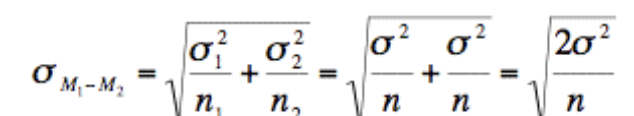 σ_{M₁−M₂} = √(σ₁²/n₁ + σ₂²/n₂) = √(σ²/n + σ²/n) = √(2σ²/n)